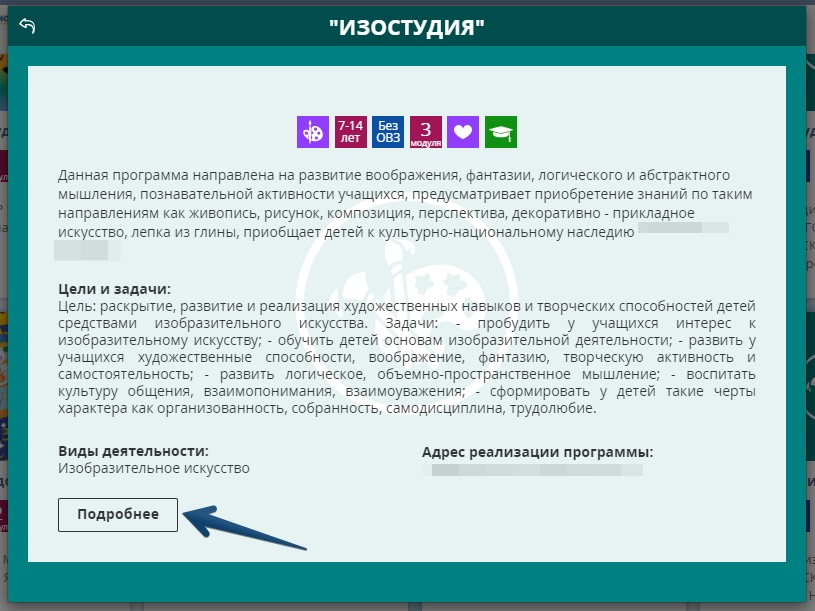 "ИЗОСТУДИЯ"
7-14
лет
Без
ОВЗ
3
модуля
Данная программа направлена на развитие воображения, фантазии, логического и абстрактного
мышления, познавательной активности учащихся, предусматривает приобретение знаний по таким
направлениям как живопись, рисунок, композиция, перспектива, декоративно - прикладное
искусство, лепка из глины, приобщает детей к культурно-национальному наследию
Цели и задачи:
Цель: раскрытие, развитие и реализация художественных навыков и творческих способностей детей
средствами изобразительного искусства. Задачи: - пробудить у учащихся интерес к
изобразительному искусству; - обучить детей основам изобразительной деятельности; - развить у
учащихся художественные способности, воображение, фантазию, творческую активность и
самостоятельность; - развить логическое, объемно-пространственное мышление; - воспитать
культуру общения, взаимопонимания, взаимоуважения; - сформировать у детей такие черты
характера как организованность, собранность, самодисциплина, трудолюбие.
Виды деятельности:
Изобразительное искусство
Адрес реализации программы:
Подробнее